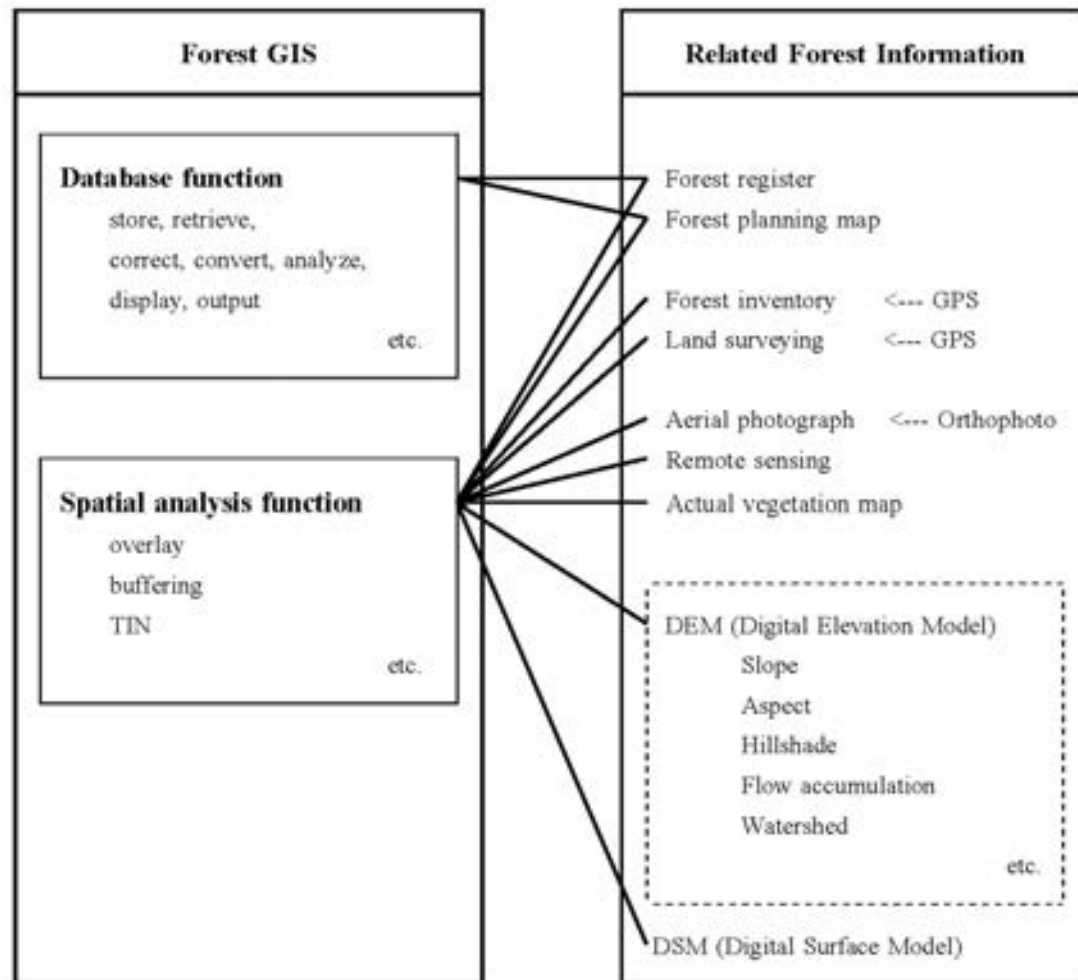 Forest GIS
Database function
store, retrieve,
correct, convert, analyze,
display, output
etc.
Spatial analysis function
overlay
buffering
TIN
etc.
Related Forest Information
Forest register
Forest planning map
Forest inventory <--- GPS
Land surveying <--- GPS
Aerial photograph <--- Orthophoto
Remote sensing
Actual vegetation map
DEM (Digital Elevation Model)
Slope
Aspect
Hillshade
Flow accumulation
Watershed
etc.
DSM (Digital Surface Model)